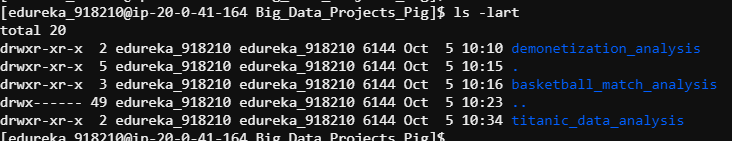 [edureka_918210@ip-20-0-41-164 Big_Data_Projects_Pig]$ ls -lart
total 20
drwxr-xr-x  2 edureka_918210 edureka_918210 6144 Oct  5 10:10 demonetization_analysis
drwxr-xr-x  5 edureka_918210 edureka_918210 6144 Oct  5 10:15 .
drwxr-xr-x  3 edureka_918210 edureka_918210 6144 Oct  5 10:16 basketball_match_analysis
drwx------ 49 edureka_918210 edureka_918210 6144 Oct  5 10:23 ..
drwxr-xr-x  2 edureka_918210 edureka_918210 6144 Oct  5 10:34 titanic_data_analysis
[edureka_918210@ip-20-0-41-164 Big_Data_Projects_Pig]$